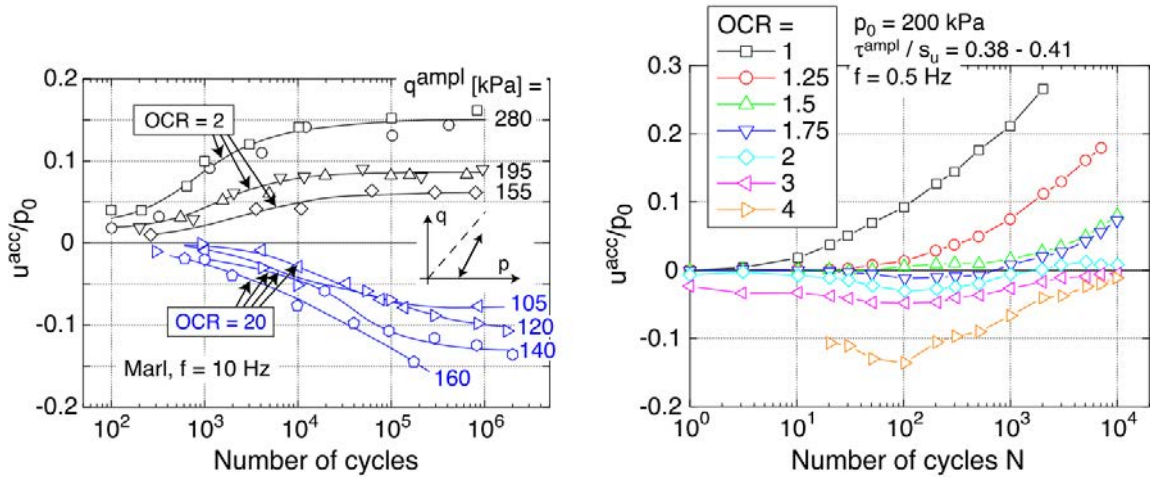 0.2
0.1
0
-0.1
-0.2
u^acc/p_0
q^ampl [kPa] =
OCR = 2
280
195
155
q
p
OCR = 20
105
120
140
160
Marl, f = 10 Hz
10^2 10^3 10^4 10^5 10^6
Number of cycles
OCR =
1
1.25
1.5
1.75
2
3
4
p_0 = 200 kPa
τ^ampl / s_u = 0.38 - 0.41
f = 0.5 Hz
0.3
0.2
0.1
0
-0.1
-0.2
u^acc/p_0
10^0 10^1 10^2 10^3 10^4
Number of cycles N